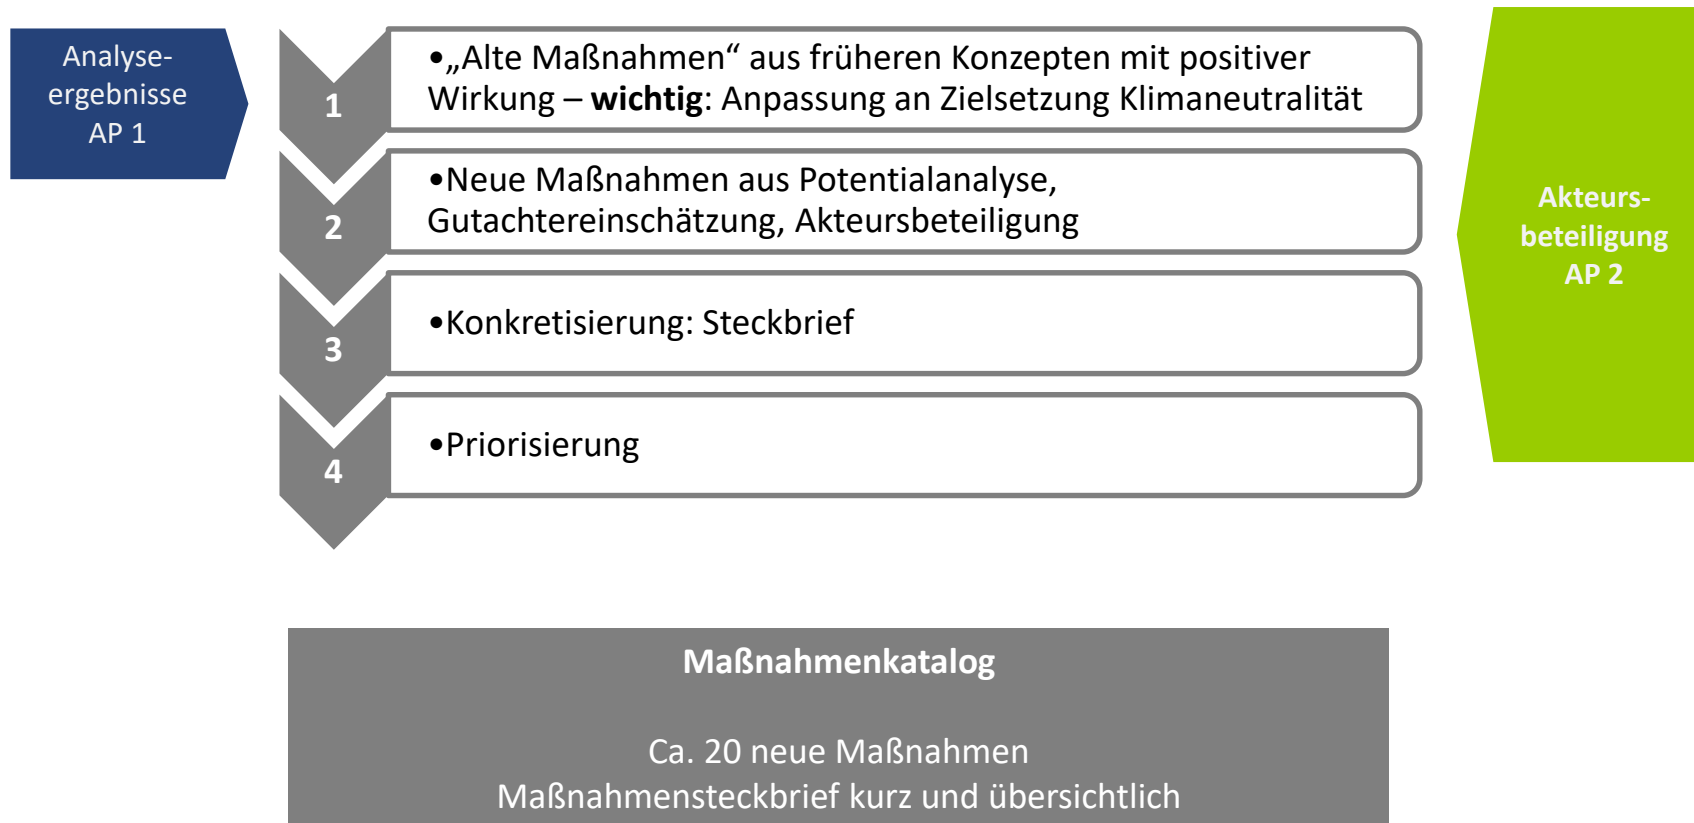 Analyse-
ergebnisse
AP 1
1
•„Alte Maßnahmen“ aus früheren Konzepten mit positiver
Wirkung – wichtig: Anpassung an Zielsetzung Klimaneutralität
2
•Neue Maßnahmen aus Potentialanalyse,
Gutachtereinschätzung, Akteursbeteiligung
3
•Konkretisierung: Steckbrief
4
•Priorisierung
Akteurs-
beteiligung
AP 2
Maßnahmenkatalog
Ca. 20 neue Maßnahmen
Maßnahmensteckbrief kurz und übersichtlich